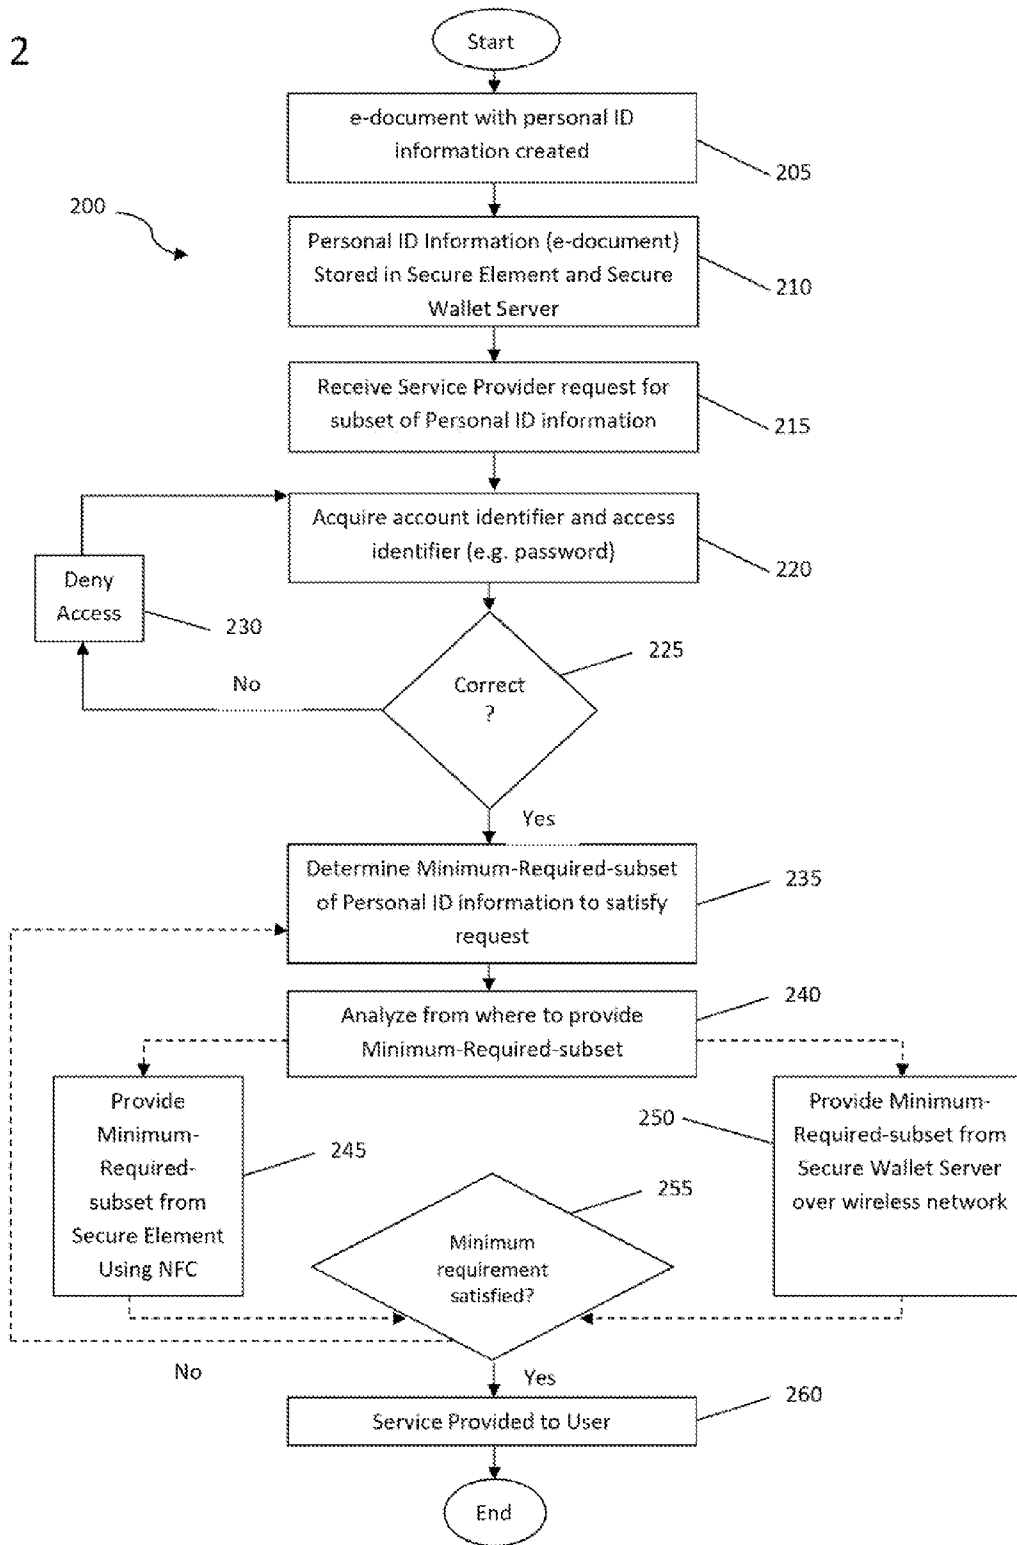 2
Start
e-document with personal ID
information created
205
200
Personal ID Information (e-document)
Stored in Secure Element and Secure
Wallet Server
210
Receive Service Provider request for
subset of Personal ID information
215
Acquire account identifier and access
identifier (e.g. password)
220
Deny
Access
230
225
No
Correct
?
Yes
Determine Minimum-Required-subset
of Personal ID information to satisfy
request
235
Analyze from where to provide
Minimum-Required-subset
240
Provide
Minimum-
Required-
subset from
Secure Element
Using NFC
245
250
Provide Minimum-
Required-subset from
Secure Wallet Server
over wireless network
255
Minimum
requirement
satisfied?
No
Yes
Service Provided to User
260
End